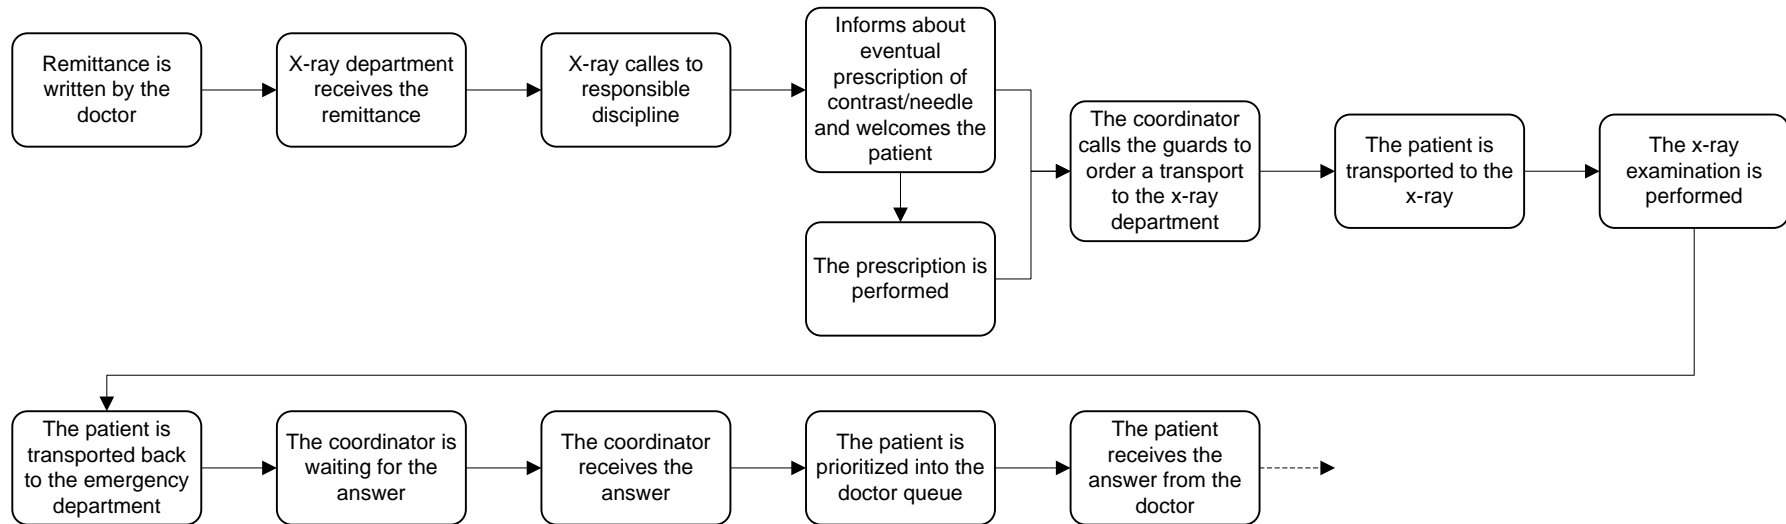 Remittance is
written by the
doctor
X-ray department
receives the
remittance
X-ray calles to
responsible
discipline
Informs about
eventual
prescription of
contrast/needle
and welcomes the
patient
The prescription is
performed
The coordinator
calls the guards to
order a transport
to the x-ray
department
The patient is
transported to the
x-ray
The x-ray
examination is
performed
The patient is
transported back
to the emergency
department
The coordinator is
waiting for the
answer
The coordinator
receives the
answer
The patient is
prioritized into the
doctor queue
The patient
receives the
answer from the
doctor